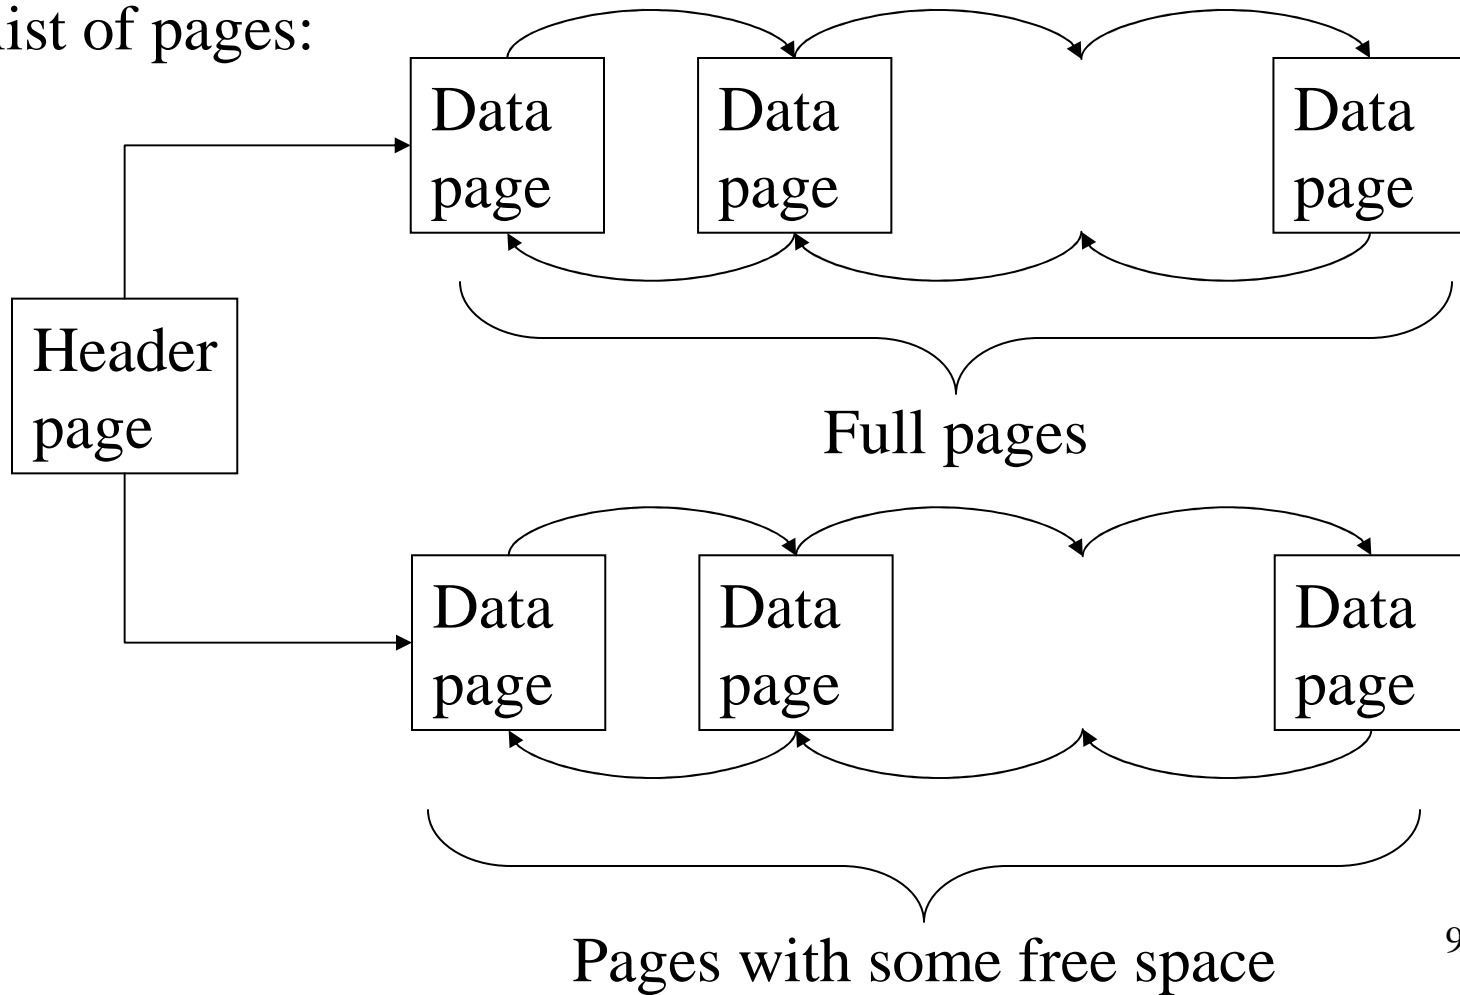 ist of pages:
Data
page
Data
page
Data
page
Header
page
Full pages
Data
page
Data
page
Data
page
Pages with some free space
9